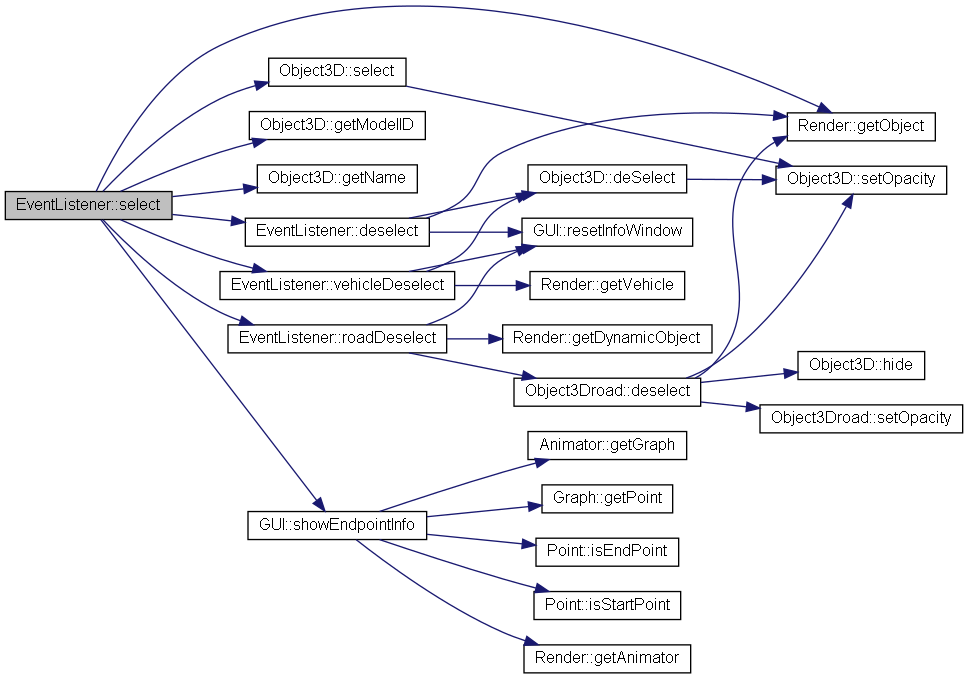 EventListener::select
Object3D::select
Object3D::getModelID
Object3D::getName
EventListener::deselect
EventListener::vehicleDeselect
EventListener::roadDeselect
GUI::showEndpointInfo
Object3D::deSelect
GUI::resetInfoWindow
Render::getVehicle
Render::getDynamicObject
Object3Droad::deselect
Animator::getGraph
Graph::getPoint
Point::isEndPoint
Point::isStartPoint
Render::getAnimator
Render::getObject
Object3D::setOpacity
Object3D::hide
Object3Droad::setOpacity